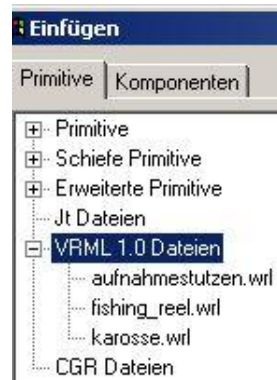 Einfügen
Primitive Komponenten
Primitive
Schiefe Primitive
Erweiterte Primitive
Jt Dateien
VRML 1.0 Dateien
aufnahmestutzen.wrl
fishing_reel.wrl
karosse.wrl
CGR Dateien